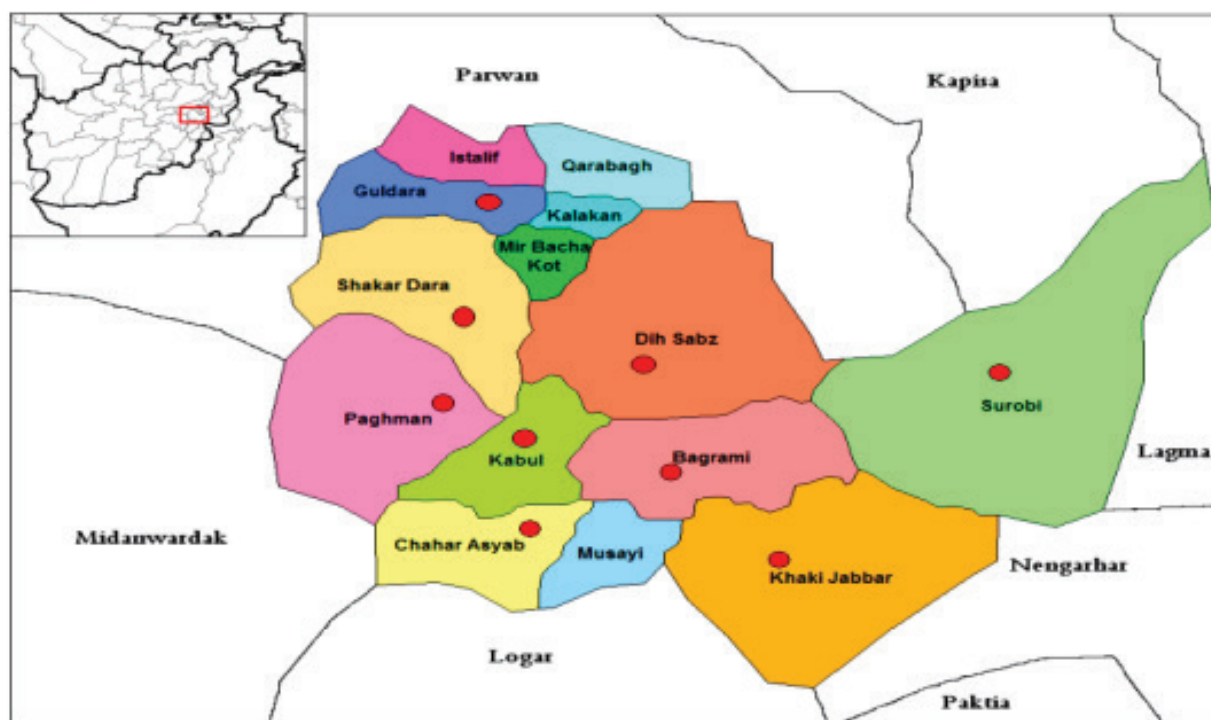 Parwan
Kapisa
Istalif
Qarabagh
Guldara
Kalakan
Mir Bacha
Kot
Shakar Dara
Dih Sabz
Paghman
Surobi
Kabul
Bagrami
Lagma
Midanwardak
Chahar Asyab
Musayi
Khaki Jabbar
Nengarhar
Logar
Paktia